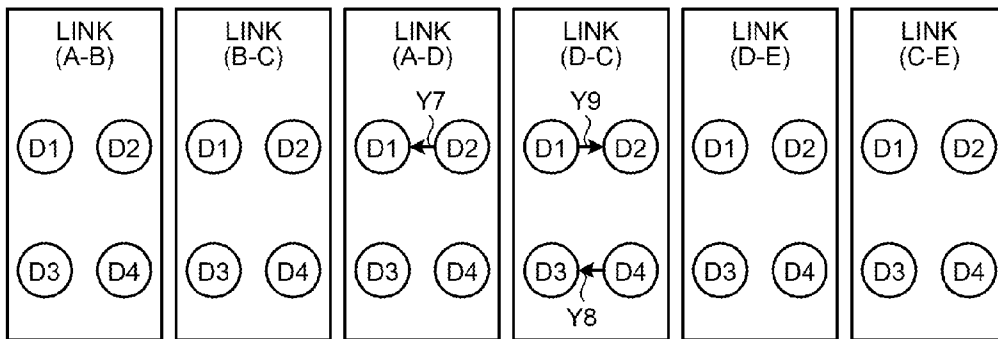 LINK
(A-B)
LINK
(B-C)
LINK
(A-D)
LINK
(D-C)
LINK
(D-E)
LINK
(C-E)
Y7
Y9
D1 D2
D1 D2
D1 D2
D1 D2
D1 D2
D1 D2
D3 D4
D3 D4
D3 D4
D3 D4
D3 D4
D3 D4
Y8